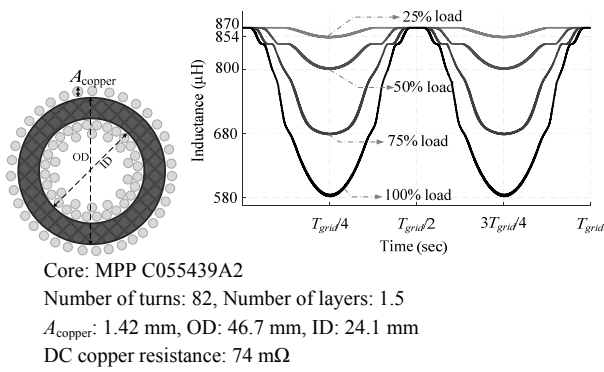 A_copper
OD
ID
Inductance (μH)
870
854
800
680
580
25% load
50% load
75% load
100% load
T_grid/4
T_grid/2
3T_grid/4
T_grid
Time (sec)
Core: MPP C055439A2
Number of turns: 82, Number of layers: 1.5
A_copper: 1.42 mm, OD: 46.7 mm, ID: 24.1 mm
DC copper resistance: 74 mΩ